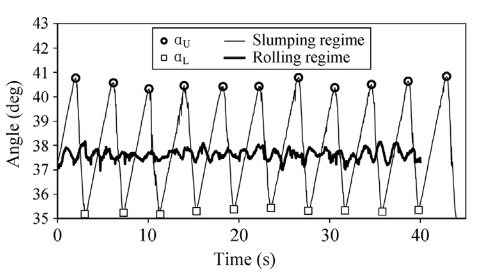 43
42
41
40
39
38
37
36
35
Angle (deg)
αU Slumping regime
αL Rolling regime
0 10 20 30 40
Time (s)